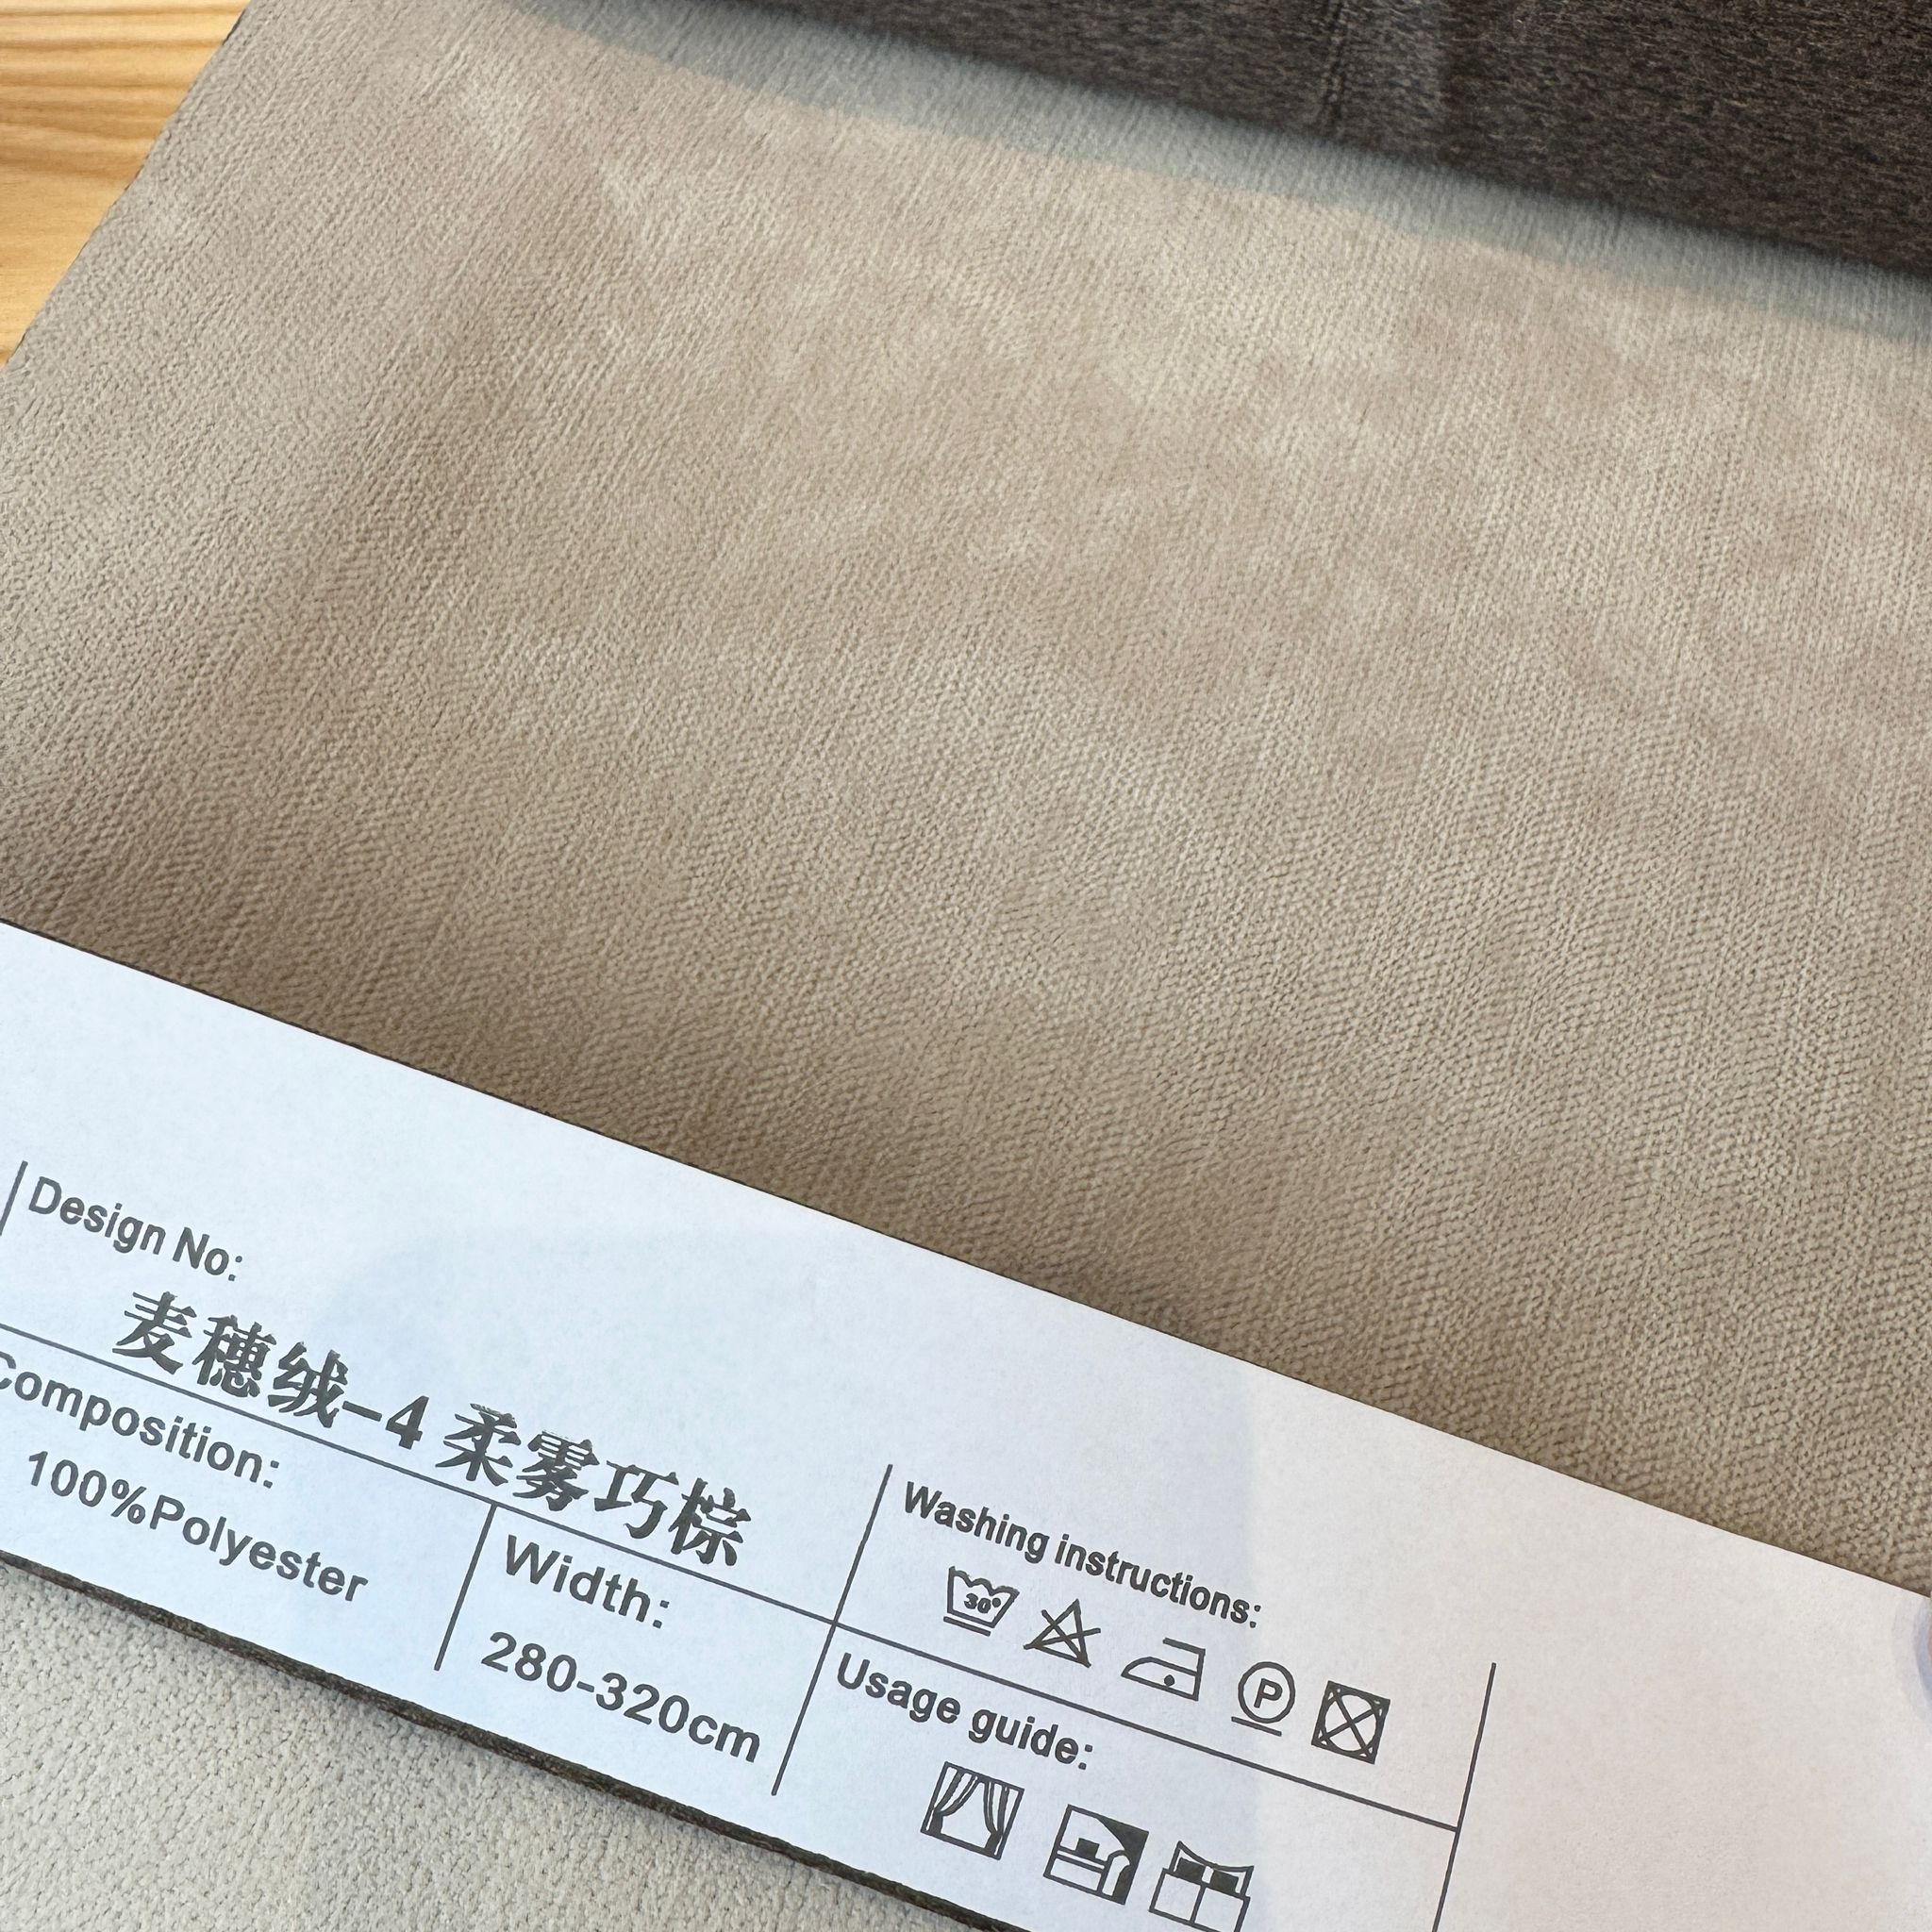 Design No:
麦穗绒-4 柔雾巧棕
Composition:
100%Polyester
Width:
280-320cm
Washing instructions:
30°
P
Usage guide: